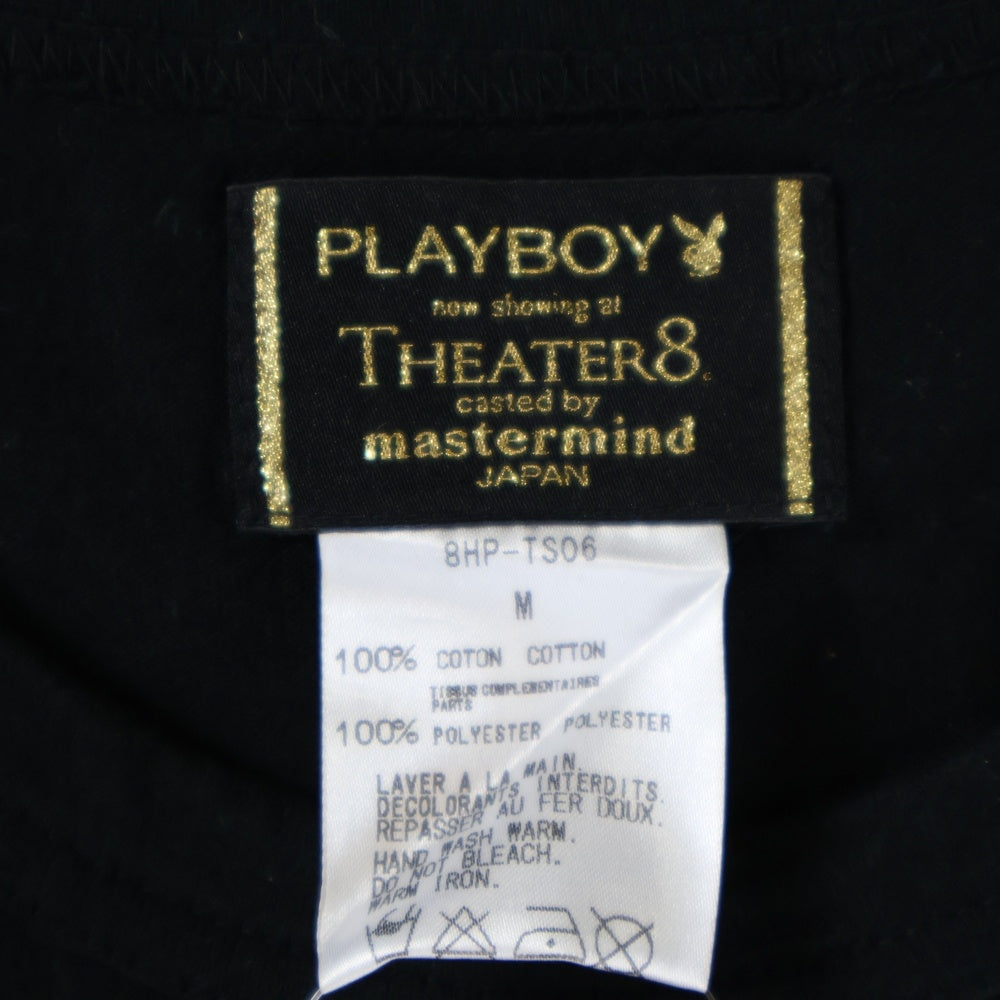 PLAYBOY
now showing at
THEATER8
casted by
mastermind
JAPAN
8HP-TS06
M
100% COTON COTTON
TISSUS COMPLEMENTAIRES
PARTS
100% POLYESTER POLYESTER
LAVER A LA MAIN.
DECOLORANTS INTERDITS.
REPASSER AU FER DOUX.
HAND WASH WARM.
DO NOT BLEACH.
WARM IRON.